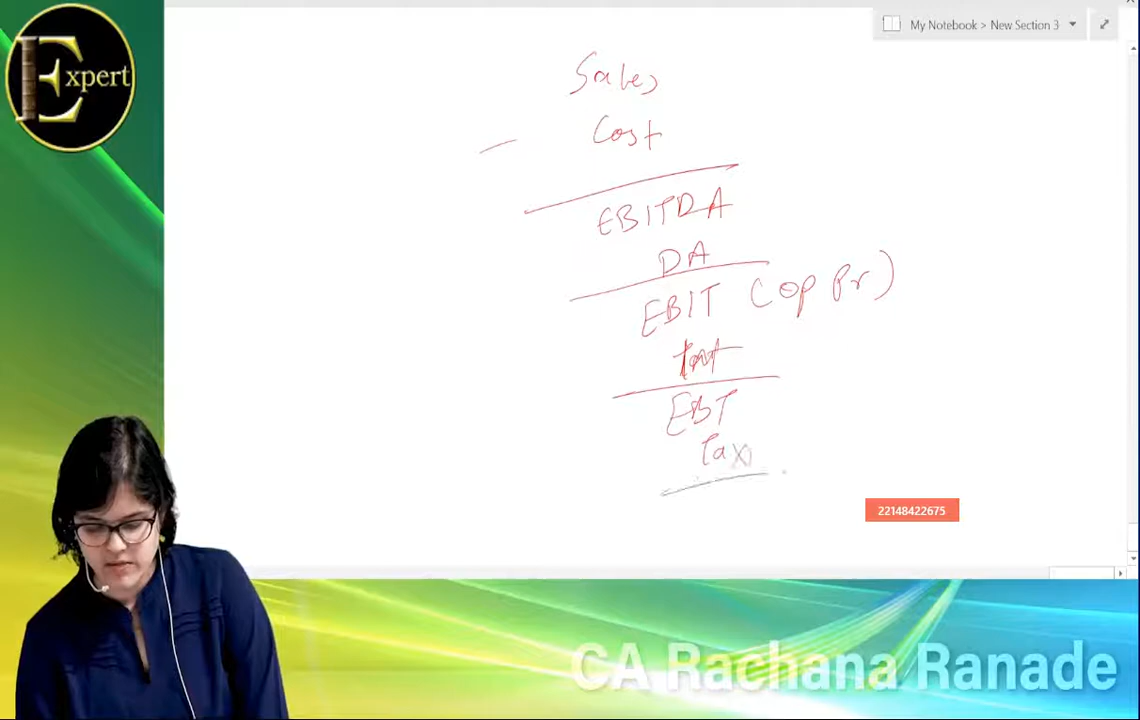 Expert
My Notebook > New Section 3
Sales
— Cost
EBITDA
DA
EBIT (op Pr)
Int
EBT
Tax
22148422675
CA Rachana Ranade